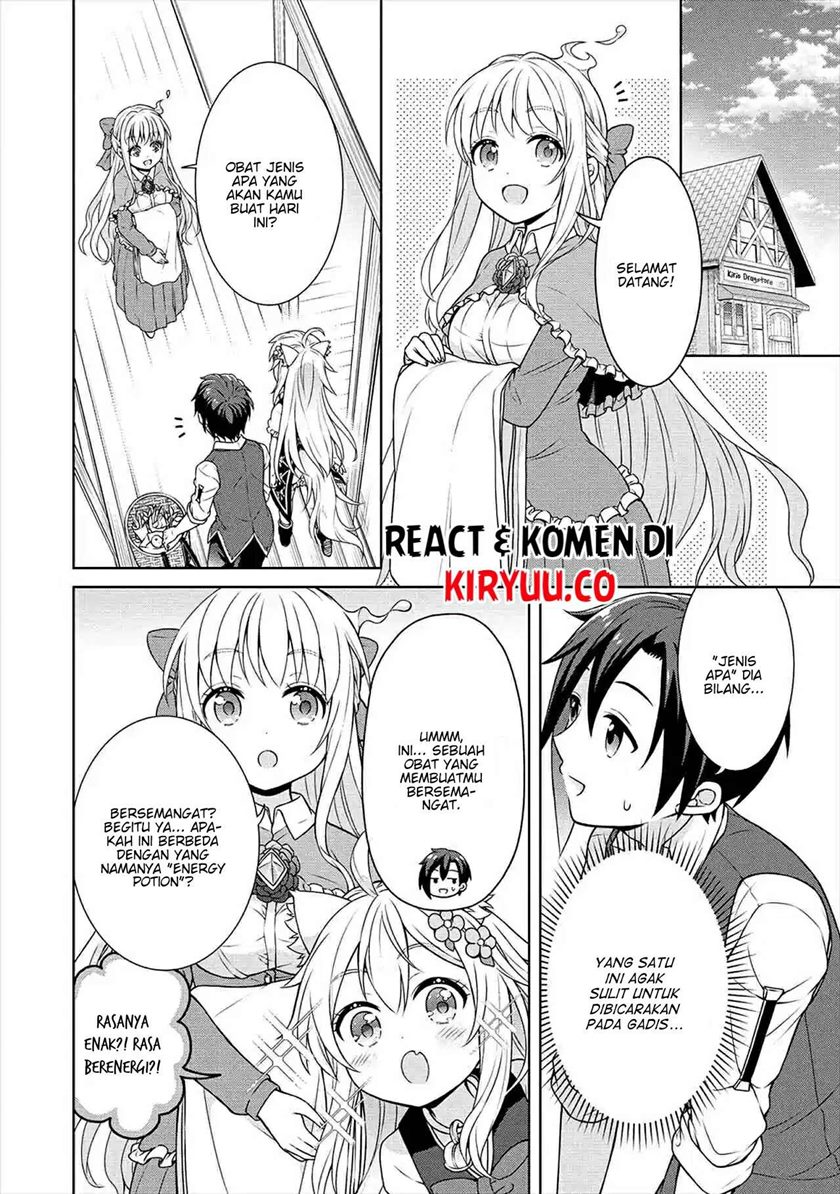 Kirio Drugstore
SELAMAT
DATANG!
OBAT JENIS
APA YANG
AKAN KAMU
BUAT HARI
INI?
REACT & KOMEN DI
KIRYUU.CO
"JENIS
APA" DIA
BILANG...
YANG SATU
INI AGAK
SULIT UNTUK
DIBICARAKAN
PADA GADIS...
UMMM,
INI... SEBUAH
OBAT YANG
MEMBUATMU
BERSEMA-
NGAT.
BERSEMANGAT?
BEGITU YA... APA-
KAH INI BERBEDA
DENGAN YANG
NAMANYA "ENERGY
POTION"?
RASANYA
ENAK?! RASA
BERENERGI?!